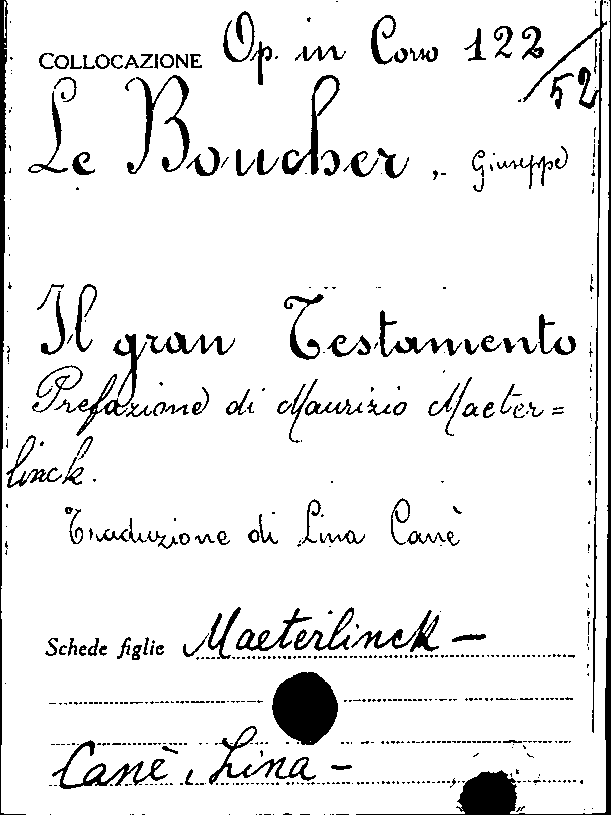 COLLOCAZIONE Op. in Corso 122/52
Le Boucher, Giuseppe
Il gran Testamento
Prefazione di Maurizio Maeter=
linck.
Traduzione di Lina Canè
Schede figlie Maeterlinck -
Canè, Lina -